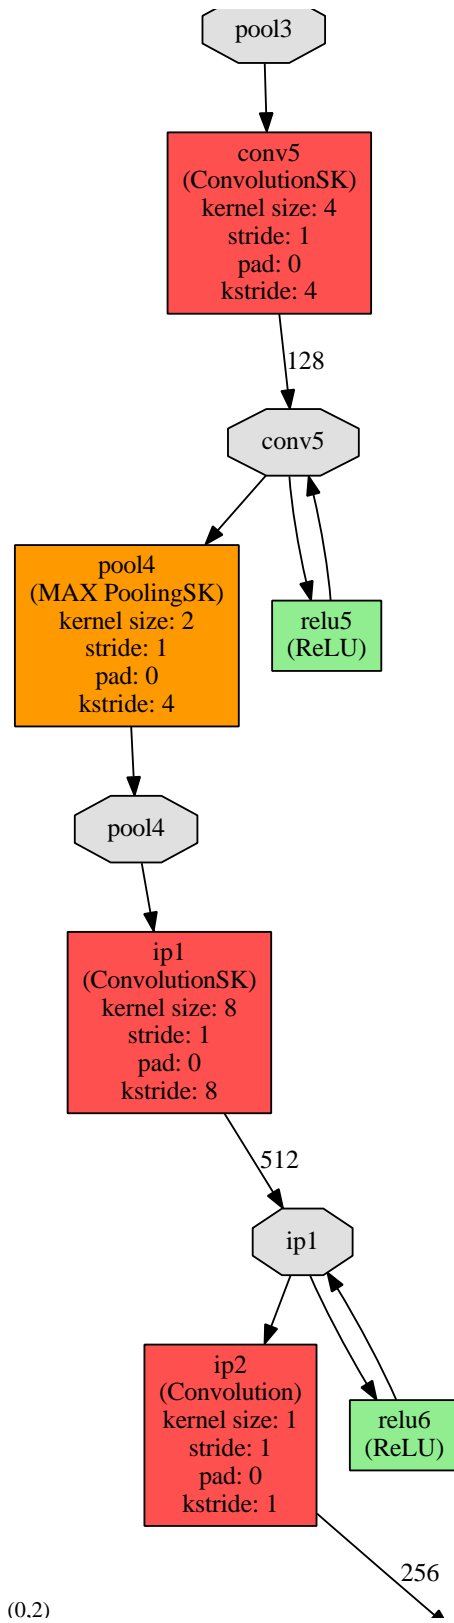 pool3
conv5
(ConvolutionSK)
kernel size: 4
stride: 1
pad: 0
kstride: 4
128
conv5
pool4
(MAX PoolingSK)
kernel size: 2
stride: 1
pad: 0
kstride: 4
relu5
(ReLU)
pool4
ip1
(ConvolutionSK)
kernel size: 8
stride: 1
pad: 0
kstride: 8
512
ip1
ip2
(Convolution)
kernel size: 1
stride: 1
pad: 0
kstride: 1
relu6
(ReLU)
256
(0,2)